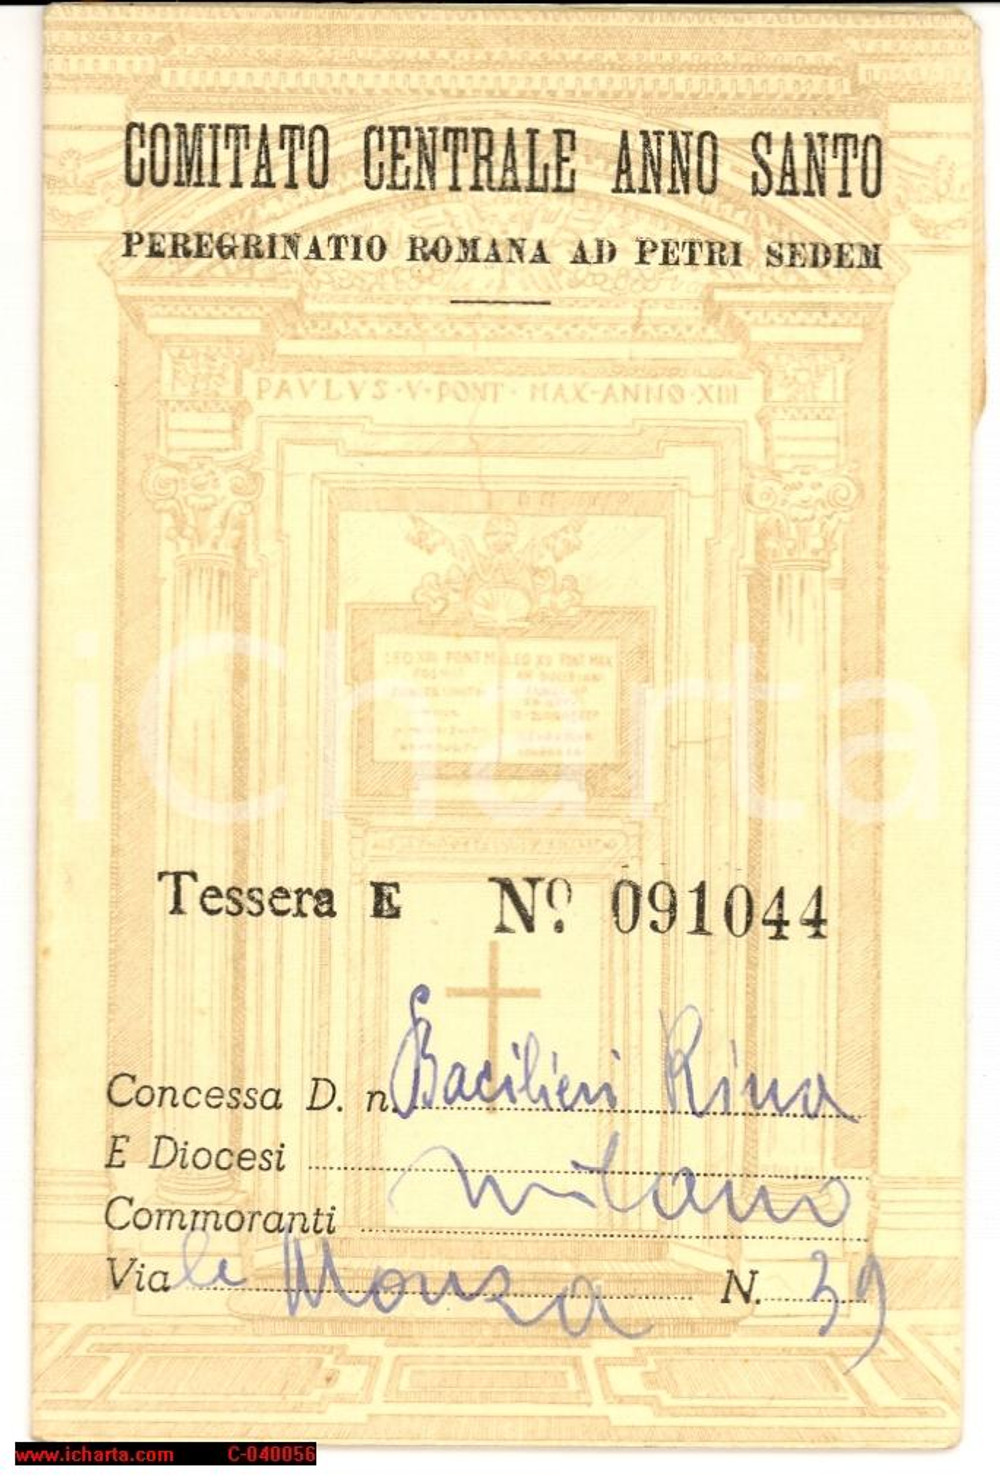 COMITATO CENTRALE ANNO SANTO
PEREGRINATIO ROMANA AD PETRI SEDEM
PAVLVS · V · PONT · MAX · ANNO · XIII
iCharta
Tessera E Nº 091044
Concessa D. n. Bacilieri Rina
E Diocesi
Commoranti Milano
Viale Monza N. 39
www.icharta.com C-040056